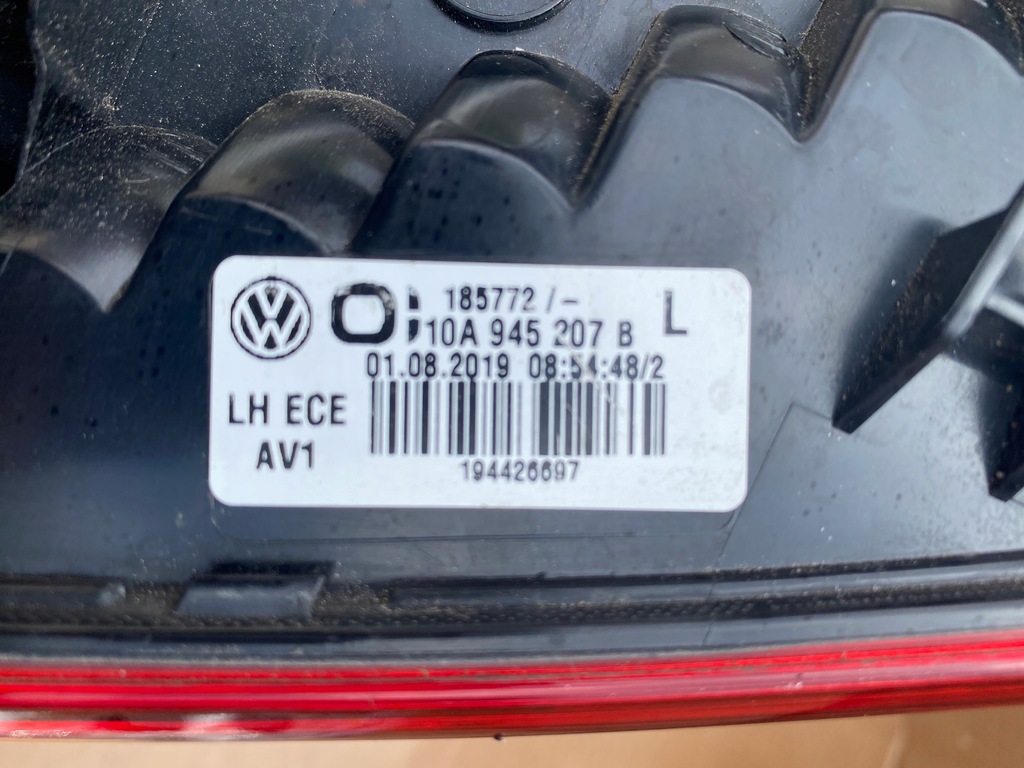 185772 / -
L
10A 945 207 B
01.08.2019 08:54:48/2
LH ECE
AV1
194426697